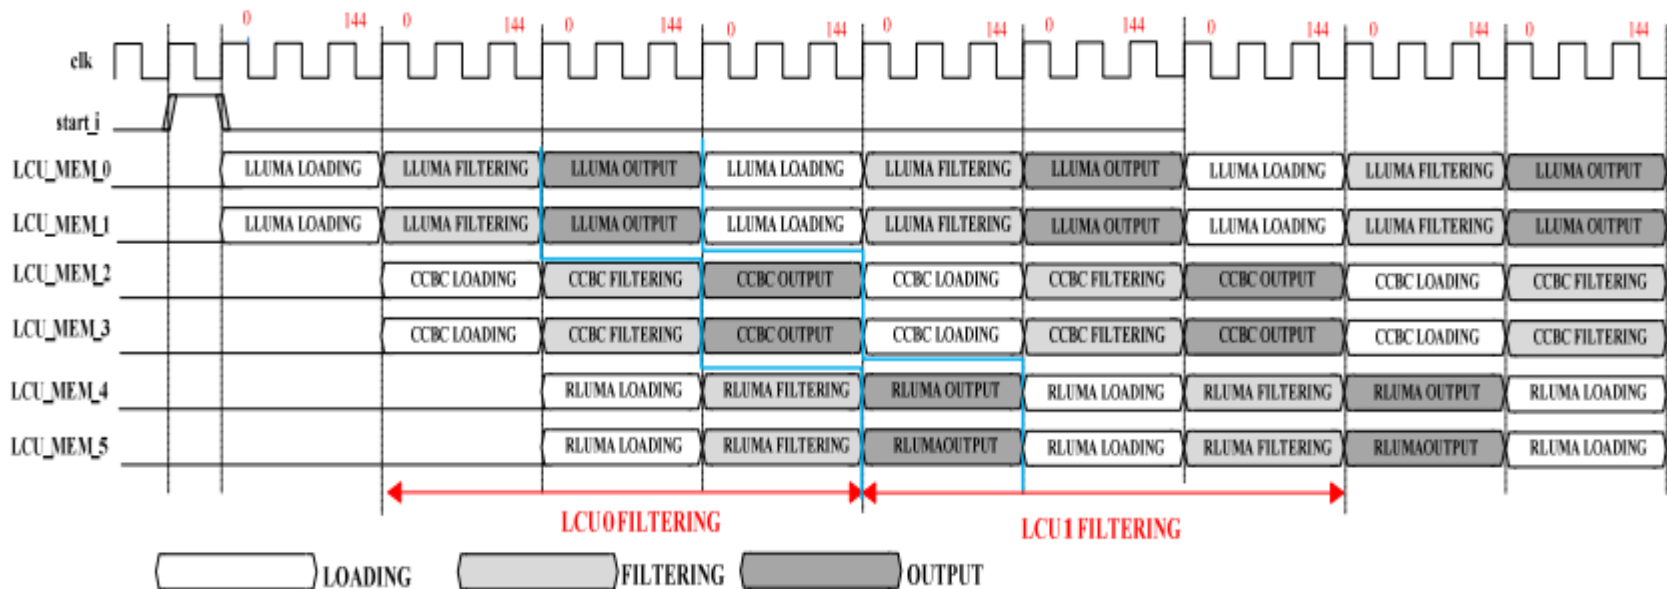 0 144 0 144 0 144 0 144 0 144 0 144 0 144 0 144 0 144
clk
start_i
LCU_MEM_0 LLUMA LOADING LLUMA FILTERING LLUMA OUTPUT LLUMA LOADING LLUMA FILTERING LLUMA OUTPUT LLUMA LOADING LLUMA FILTERING LLUMA OUTPUT
LCU_MEM_1 LLUMA LOADING LLUMA FILTERING LLUMA OUTPUT LLUMA LOADING LLUMA FILTERING LLUMA OUTPUT LLUMA LOADING LLUMA FILTERING LLUMA OUTPUT
LCU_MEM_2 CCBC LOADING CCBC FILTERING CCBC OUTPUT CCBC LOADING CCBC FILTERING CCBC OUTPUT CCBC LOADING CCBC FILTERING
LCU_MEM_3 CCBC LOADING CCBC FILTERING CCBC OUTPUT CCBC LOADING CCBC FILTERING CCBC OUTPUT CCBC LOADING CCBC FILTERING
LCU_MEM_4 RLUMA LOADING RLUMA FILTERING RLUMA OUTPUT RLUMA LOADING RLUMA FILTERING RLUMA OUTPUT RLUMA LOADING
LCU_MEM_5 RLUMA LOADING RLUMA FILTERING RLUMAOUTPUT RLUMA LOADING RLUMA FILTERING RLUMAOUTPUT RLUMA LOADING
LCU0 FILTERING LCU1 FILTERING
LOADING FILTERING OUTPUT